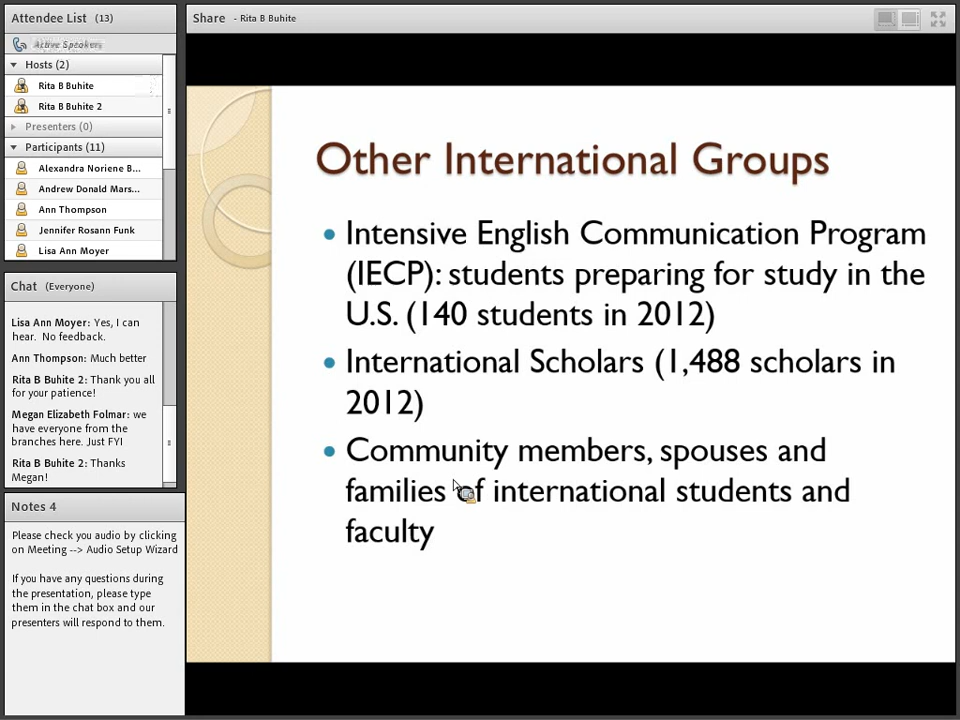 Attendee List (13)
Active Speakers
Hosts (2)
Rita B Buhite
Rita B Buhite 2
Presenters (0)
Participants (11)
Alexandra Noriene B...
Andrew Donald Mars...
Ann Thompson
Jennifer Rosann Funk
Lisa Ann Moyer
Chat (Everyone)
Lisa Ann Moyer: Yes, I can
hear. No feedback.
Ann Thompson: Much better
Rita B Buhite 2: Thank you all
for your patience!
Megan Elizabeth Folmar: we
have everyone from the
branches here. Just FYI
Rita B Buhite 2: Thanks
Megan!
Notes 4
Please check you audio by clicking
on Meeting --> Audio Setup Wizard
If you have any questions during
the presentation, please type
them in the chat box and our
presenters will respond to them.
Share - Rita B Buhite
Other International Groups
• Intensive English Communication Program
(IECP): students preparing for study in the
U.S. (140 students in 2012)
• International Scholars (1,488 scholars in
2012)
• Community members, spouses and
families of international students and
faculty